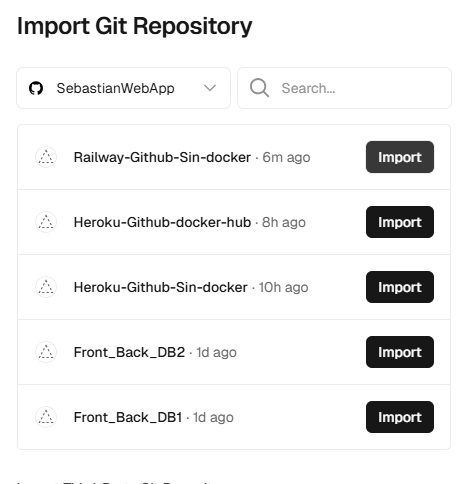 Import Git Repository
SebastianWebApp
Search...
Railway-Github-Sin-docker · 6m ago
Import
Heroku-Github-docker-hub · 8h ago
Import
Heroku-Github-Sin-docker · 10h ago
Import
Front_Back_DB2 · 1d ago
Import
Front_Back_DB1 · 1d ago
Import